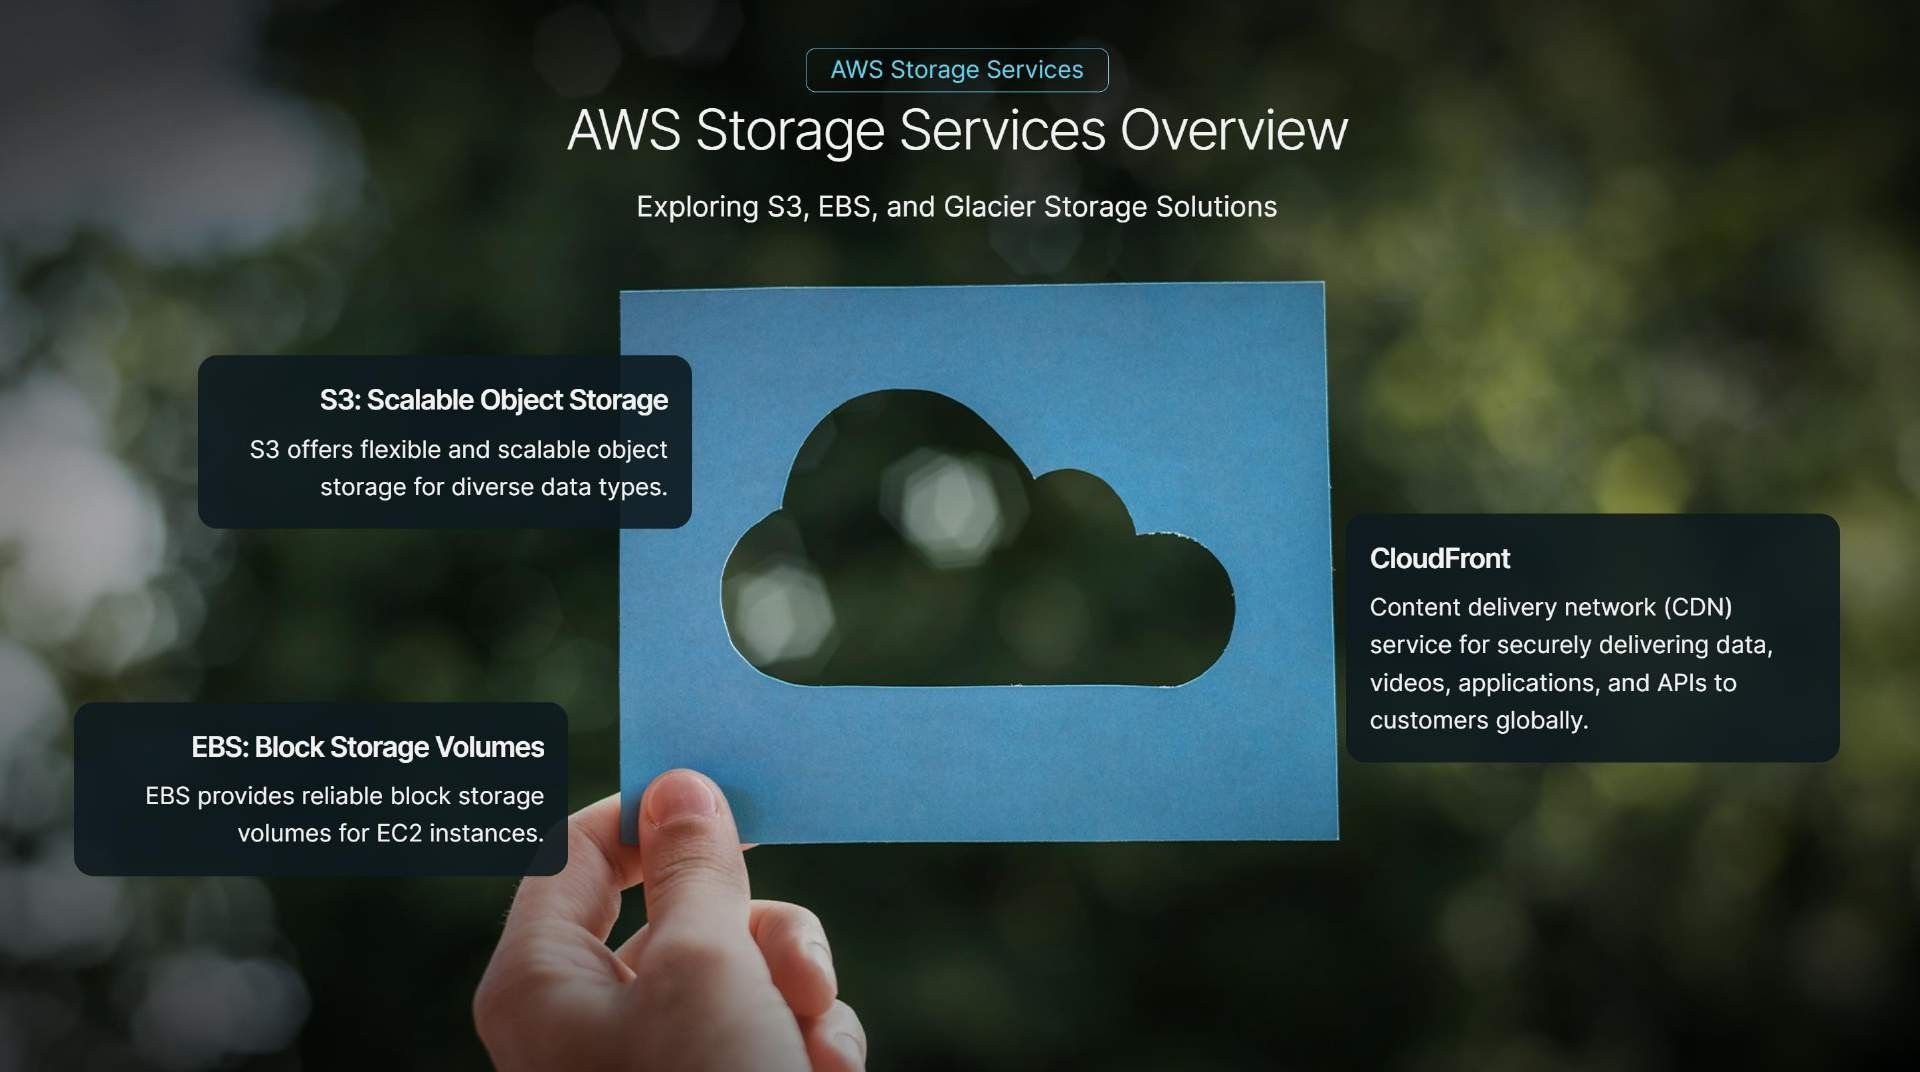 AWS Storage Services
AWS Storage Services Overview
Exploring S3, EBS, and Glacier Storage Solutions
S3: Scalable Object Storage
S3 offers flexible and scalable object
storage for diverse data types.
EBS: Block Storage Volumes
EBS provides reliable block storage
volumes for EC2 instances.
CloudFront
Content delivery network (CDN)
service for securely delivering data,
videos, applications, and APIs to
customers globally.